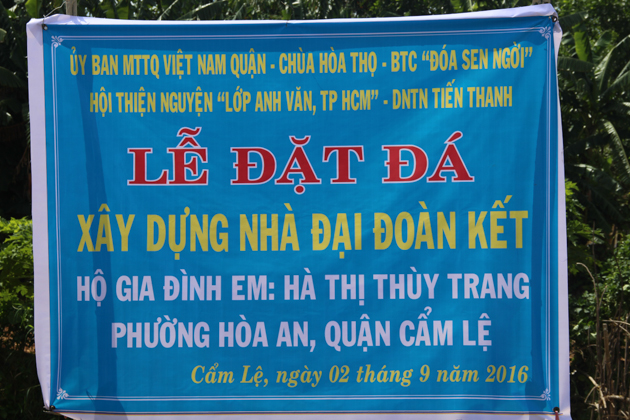 ỦY BAN MTTQ VIỆT NAM QUẬN - CHÙA HÒA THỌ - BTC "ĐÓA SEN NGỜI"
HỘI THIỆN NGUYỆN "LỚP ANH VĂN, TP HCM" - DNTN TIẾN THANH
LỄ ĐẶT ĐÁ
XÂY DỰNG NHÀ ĐẠI ĐOÀN KẾT
HỘ GIA ĐÌNH EM: HÀ THỊ THÙY TRANG
PHƯỜNG HÒA AN, QUẬN CẨM LỆ
Cẩm Lệ, ngày 02 tháng 9 năm 2016